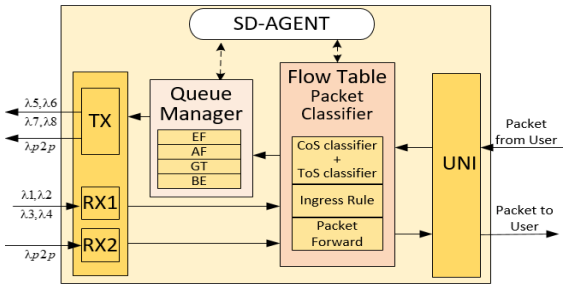 SD-AGENT
Flow Table
Packet
Classifier
Queue
Manager
λ5,λ6
λ7,λ8
λp2p
TX
EF
AF
GT
BE
CoS classifier
+
ToS classifier
Ingress Rule
Packet
Forward
UNI
Packet
from User
Packet to
User
λ1,λ2
λ3,λ4
RX1
RX2
λp2p